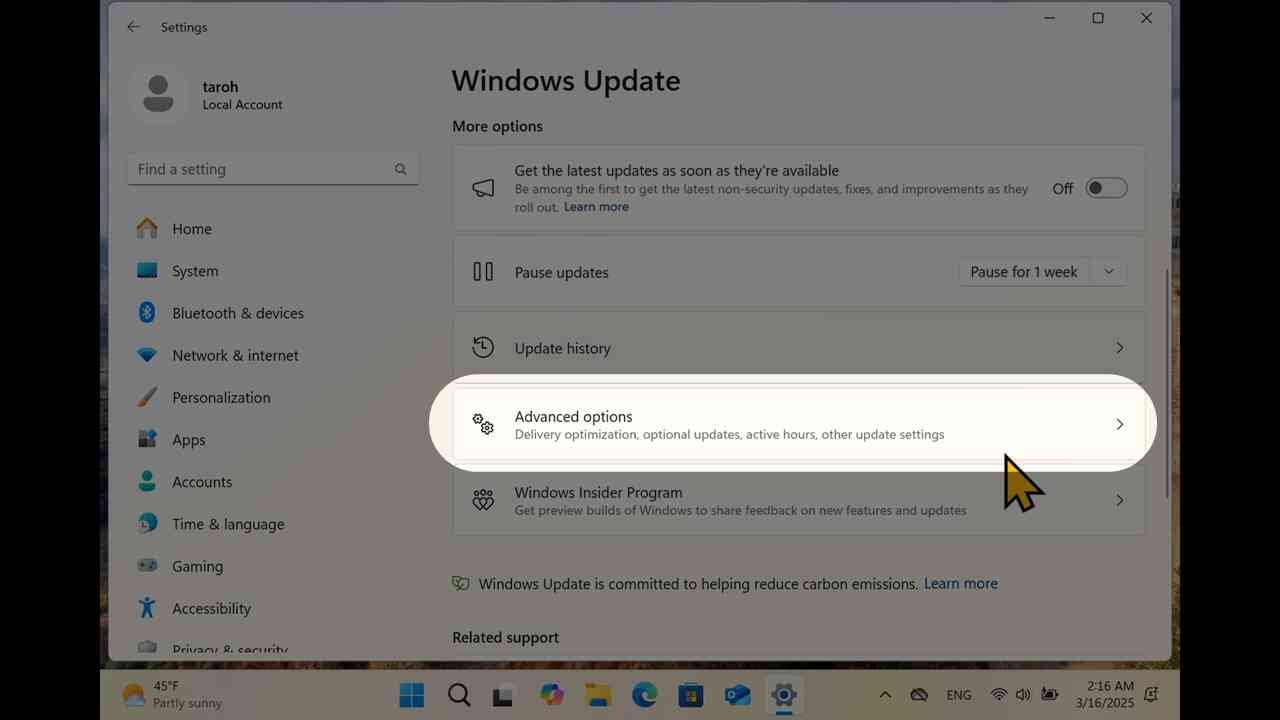 Settings
taroh
Local Account
Find a setting
Home
System
Bluetooth & devices
Network & internet
Personalization
Apps
Accounts
Time & language
Gaming
Accessibility
Privacy & security
Windows Update
More options
Get the latest updates as soon as they're available
Be among the first to get the latest non-security updates, fixes, and improvements as they
roll out. Learn more
Off
Pause updates
Pause for 1 week
Update history
Advanced options
Delivery optimization, optional updates, active hours, other update settings
Windows Insider Program
Get preview builds of Windows to share feedback on new features and updates
Windows Update is committed to helping reduce carbon emissions. Learn more
Related support
45°F
Partly sunny
ENG
2:16 AM
3/16/2025